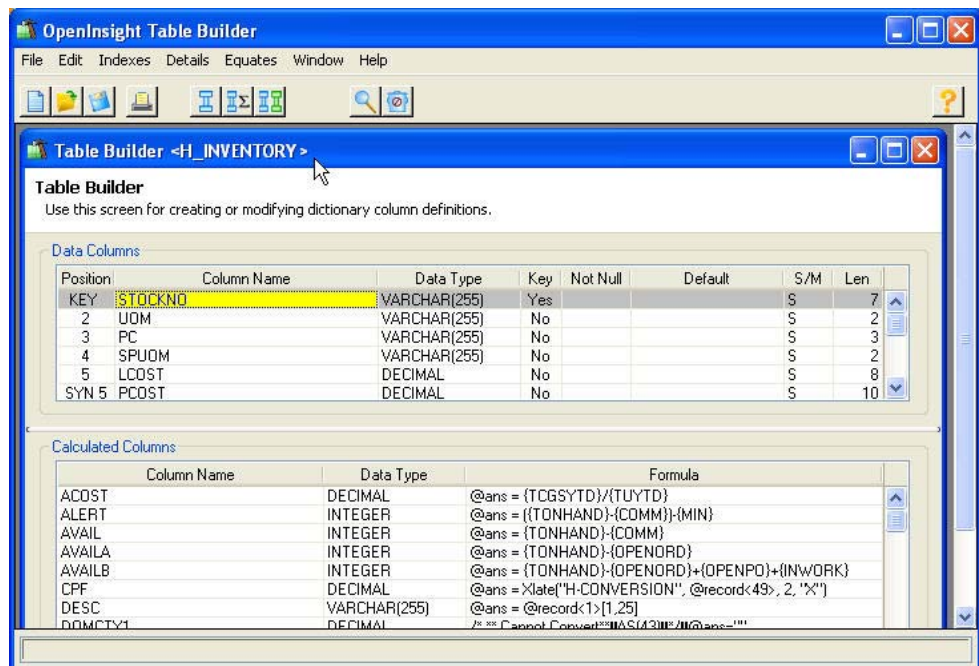 OpenInsight Table Builder
File Edit Indexes Details Equates Window Help
Table Builder <H_INVENTORY>
Table Builder
Use this screen for creating or modifying dictionary column definitions.
Data Columns
Position Column Name Data Type Key Not Null Default S/M Len
KEY STOCKNO VARCHAR(255) Yes S 7
2 UOM VARCHAR(255) No S 2
3 PC VARCHAR(255) No S 3
4 SPUOM VARCHAR(255) No S 2
5 LCOST DECIMAL No S 8
SYN 5 PCOST DECIMAL No S 10
Calculated Columns
Column Name Data Type Formula
ACOST DECIMAL @ans = {TCGSYTD}/{TUYTD}
ALERT INTEGER @ans = ({TONHAND}-{COMM})-{MIN}
AVAIL INTEGER @ans = {TONHAND}-{COMM}
AVAILA INTEGER @ans = {TONHAND}-{OPENORD}
AVAILB INTEGER @ans = {TONHAND}-{OPENORD}+{OPENPO}+{INWORK}
CPF DECIMAL @ans = Xlate("H-CONVERSION", @record<49>, 2, "X")
DESC VARCHAR(255) @ans = @record<1>[1,25]
DOMCTY1 DECIMAL /* ** Cannot Convert**